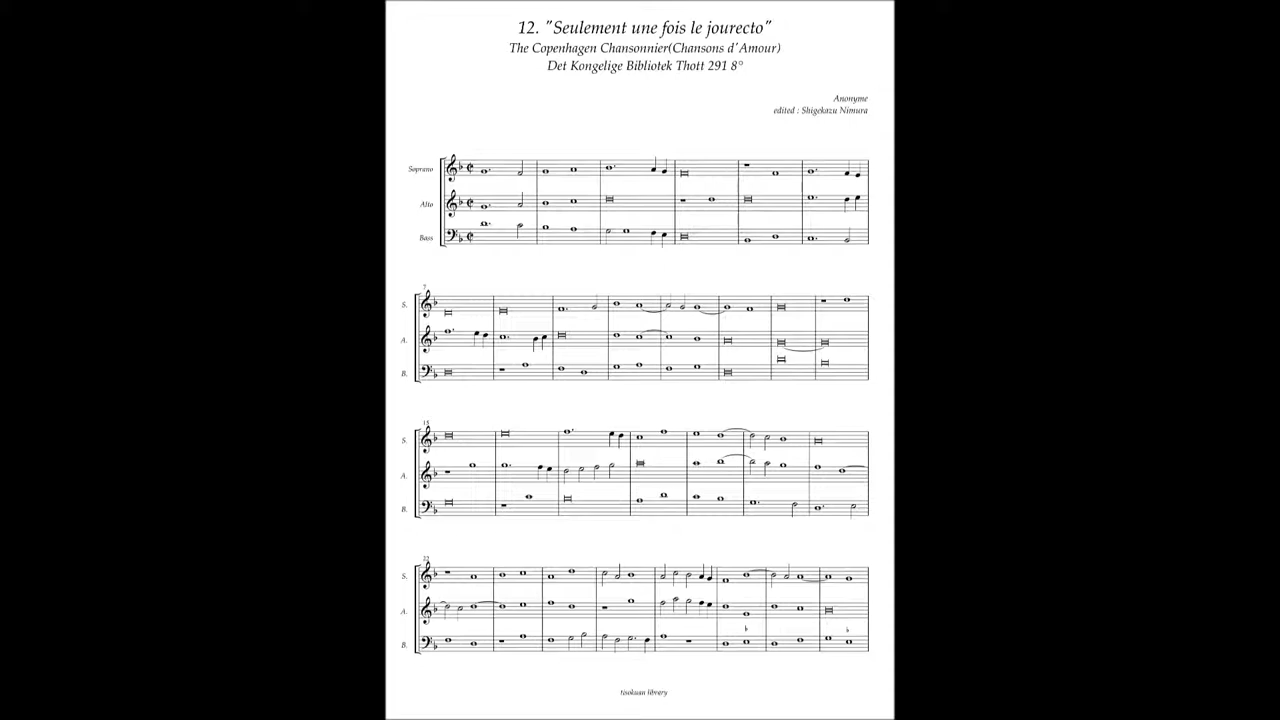 12. "Seulement une fois le jourecto"
The Copenhagen Chansonnier(Chansons d'Amour)
Det Kongelige Bibliotek Thott 291 8°
Anonyme
edited : Shigekazu Nimura
Soprano
Alto
Bass
7
S.
A.
B.
15
S.
A.
B.
22
S.
A.
B.
tisokuan library